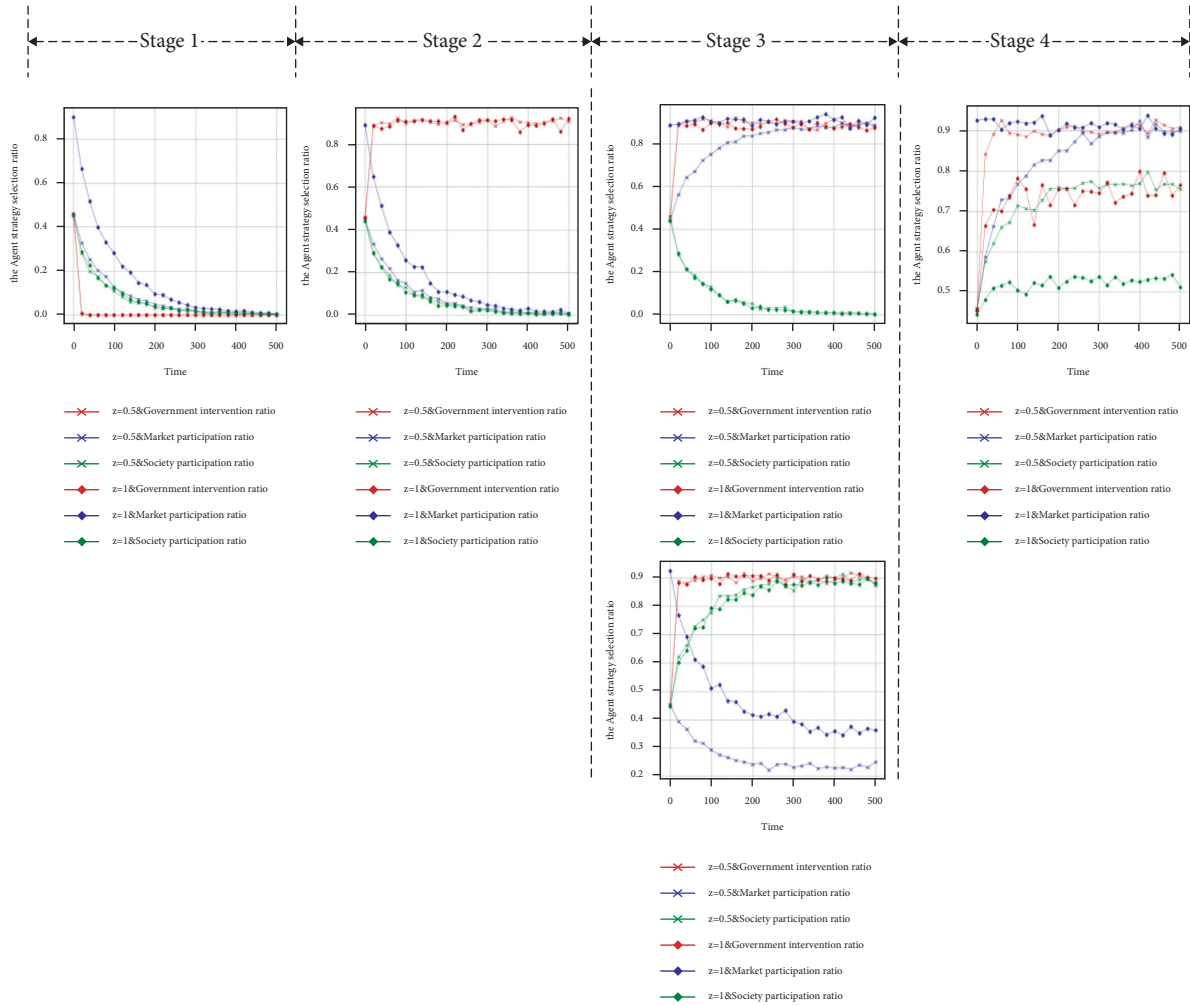 Stage 1
Stage 2
Stage 3
Stage 4
the Agent strategy selection ratio
0.8
0.6
0.4
0.2
0.0
0
100
200
300
400
500
Time
z=0.5&Government intervention ratio
z=0.5&Market participation ratio
z=0.5&Society participation ratio
z=1&Government intervention ratio
z=1&Market participation ratio
z=1&Society participation ratio
the Agent strategy selection ratio
0.8
0.6
0.4
0.2
0.0
0
100
200
300
400
500
Time
z=0.5&Government intervention ratio
z=0.5&Market participation ratio
z=0.5&Society participation ratio
z=1&Government intervention ratio
z=1&Market participation ratio
z=1&Society participation ratio
the Agent strategy selection ratio
0.8
0.6
0.4
0.2
0.0
0
100
200
300
400
500
Time
z=0.5&Government intervention ratio
z=0.5&Market participation ratio
z=0.5&Society participation ratio
z=1&Government intervention ratio
z=1&Market participation ratio
z=1&Society participation ratio
the Agent strategy selection ratio
0.9
0.8
0.7
0.6
0.5
0.4
0.3
0.2
0
100
200
300
400
500
Time
z=0.5&Government intervention ratio
z=0.5&Market participation ratio
z=0.5&Society participation ratio
z=1&Government intervention ratio
z=1&Market participation ratio
z=1&Society participation ratio
the Agent strategy selection ratio
0.9
0.8
0.7
0.6
0.5
0
100
200
300
400
500
Time
z=0.5&Government intervention ratio
z=0.5&Market participation ratio
z=0.5&Society participation ratio
z=1&Government intervention ratio
z=1&Market participation ratio
z=1&Society participation ratio